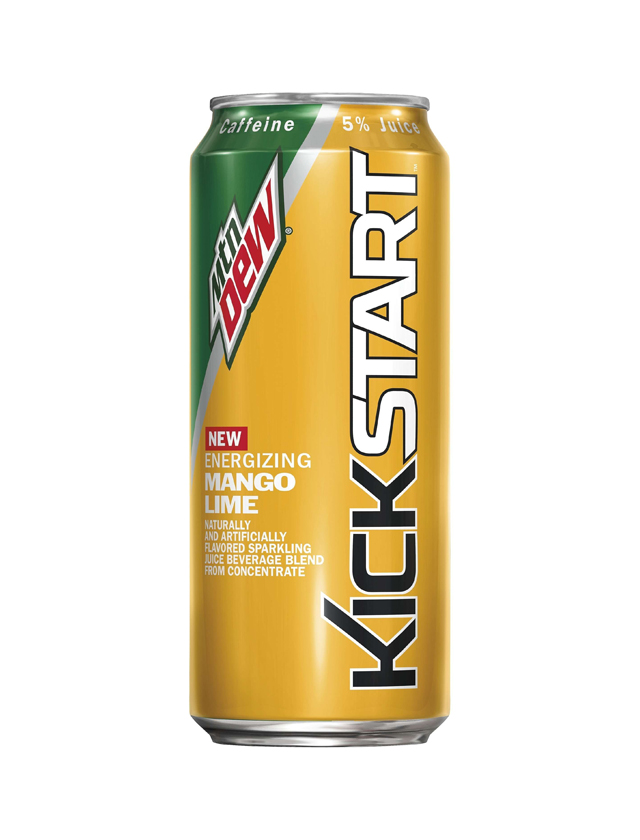 Caffeine
5% Juice
Mtn
Dew®
KICKSTART™
NEW
ENERGIZING
MANGO
LIME
NATURALLY
AND ARTIFICIALLY
FLAVORED SPARKLING
JUICE BEVERAGE BLEND
FROM CONCENTRATE